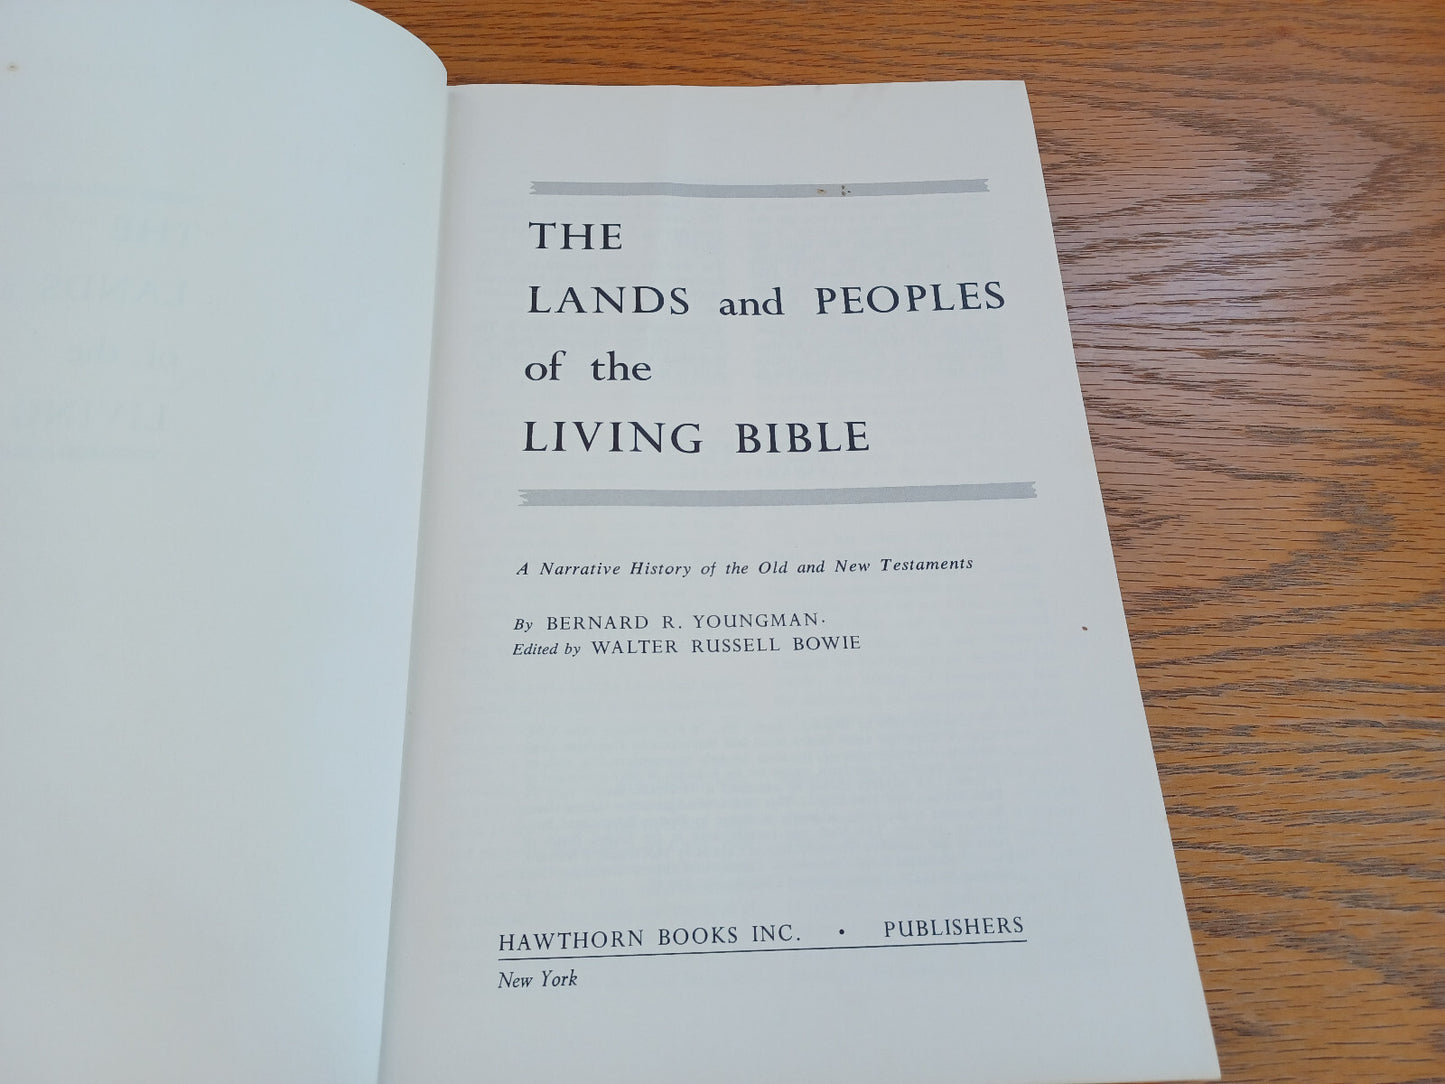 THE
LANDS and PEOPLES
of the
LIVING BIBLE
A Narrative History of the Old and New Testaments
By BERNARD R. YOUNGMAN.
Edited by WALTER RUSSELL BOWIE
HAWTHORN BOOKS INC. • PUBLISHERS
New York